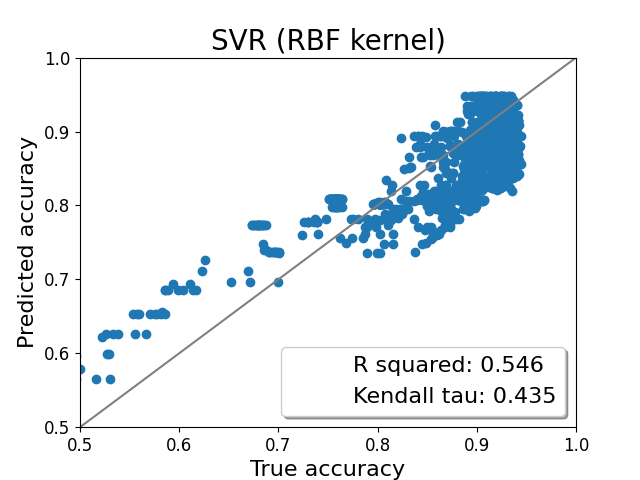 SVR (RBF kernel)
1.0
0.9
0.8
0.7
0.6
0.5
Predicted accuracy
R squared: 0.546
Kendall tau: 0.435
0.5 0.6 0.7 0.8 0.9 1.0
True accuracy